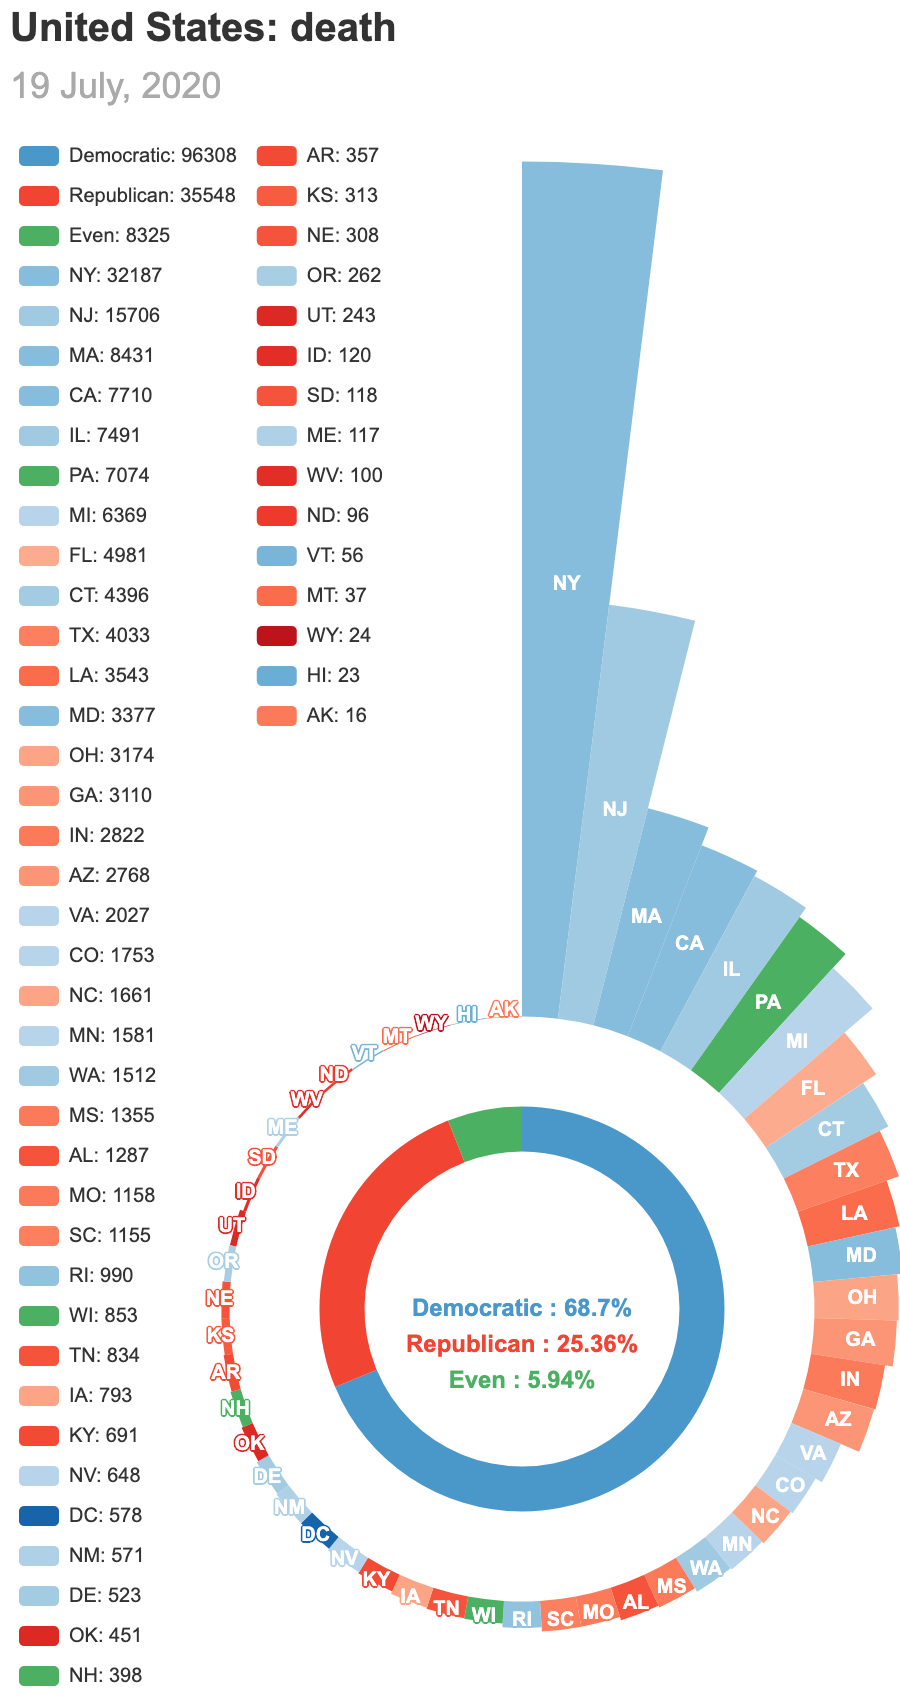 United States: death
19 July, 2020
Democratic: 96308
Republican: 35548
Even: 8325
NY: 32187
NJ: 15706
MA: 8431
CA: 7710
IL: 7491
PA: 7074
MI: 6369
FL: 4981
CT: 4396
TX: 4033
LA: 3543
MD: 3377
OH: 3174
GA: 3110
IN: 2822
AZ: 2768
VA: 2027
CO: 1753
NC: 1661
MN: 1581
WA: 1512
MS: 1355
AL: 1287
MO: 1158
SC: 1155
RI: 990
WI: 853
TN: 834
IA: 793
KY: 691
NV: 648
DC: 578
NM: 571
DE: 523
OK: 451
NH: 398
AR: 357
KS: 313
NE: 308
OR: 262
UT: 243
ID: 120
SD: 118
ME: 117
WV: 100
ND: 96
VT: 56
MT: 37
WY: 24
HI: 23
AK: 16
NY
NJ
MA
CA
IL
PA
MI
FL
CT
TX
LA
MD
OH
GA
IN
AZ
VA
CO
NC
MN
WA
MS
AL
MO
SC
RI
WI
TN
IA
KY
NV
DC
NM
DE
OK
NH
AR
KS
NE
OR
UT
ID
SD
ME
WV
ND
VT
MT
WY
HI
AK
Democratic : 68.7%
Republican : 25.36%
Even : 5.94%